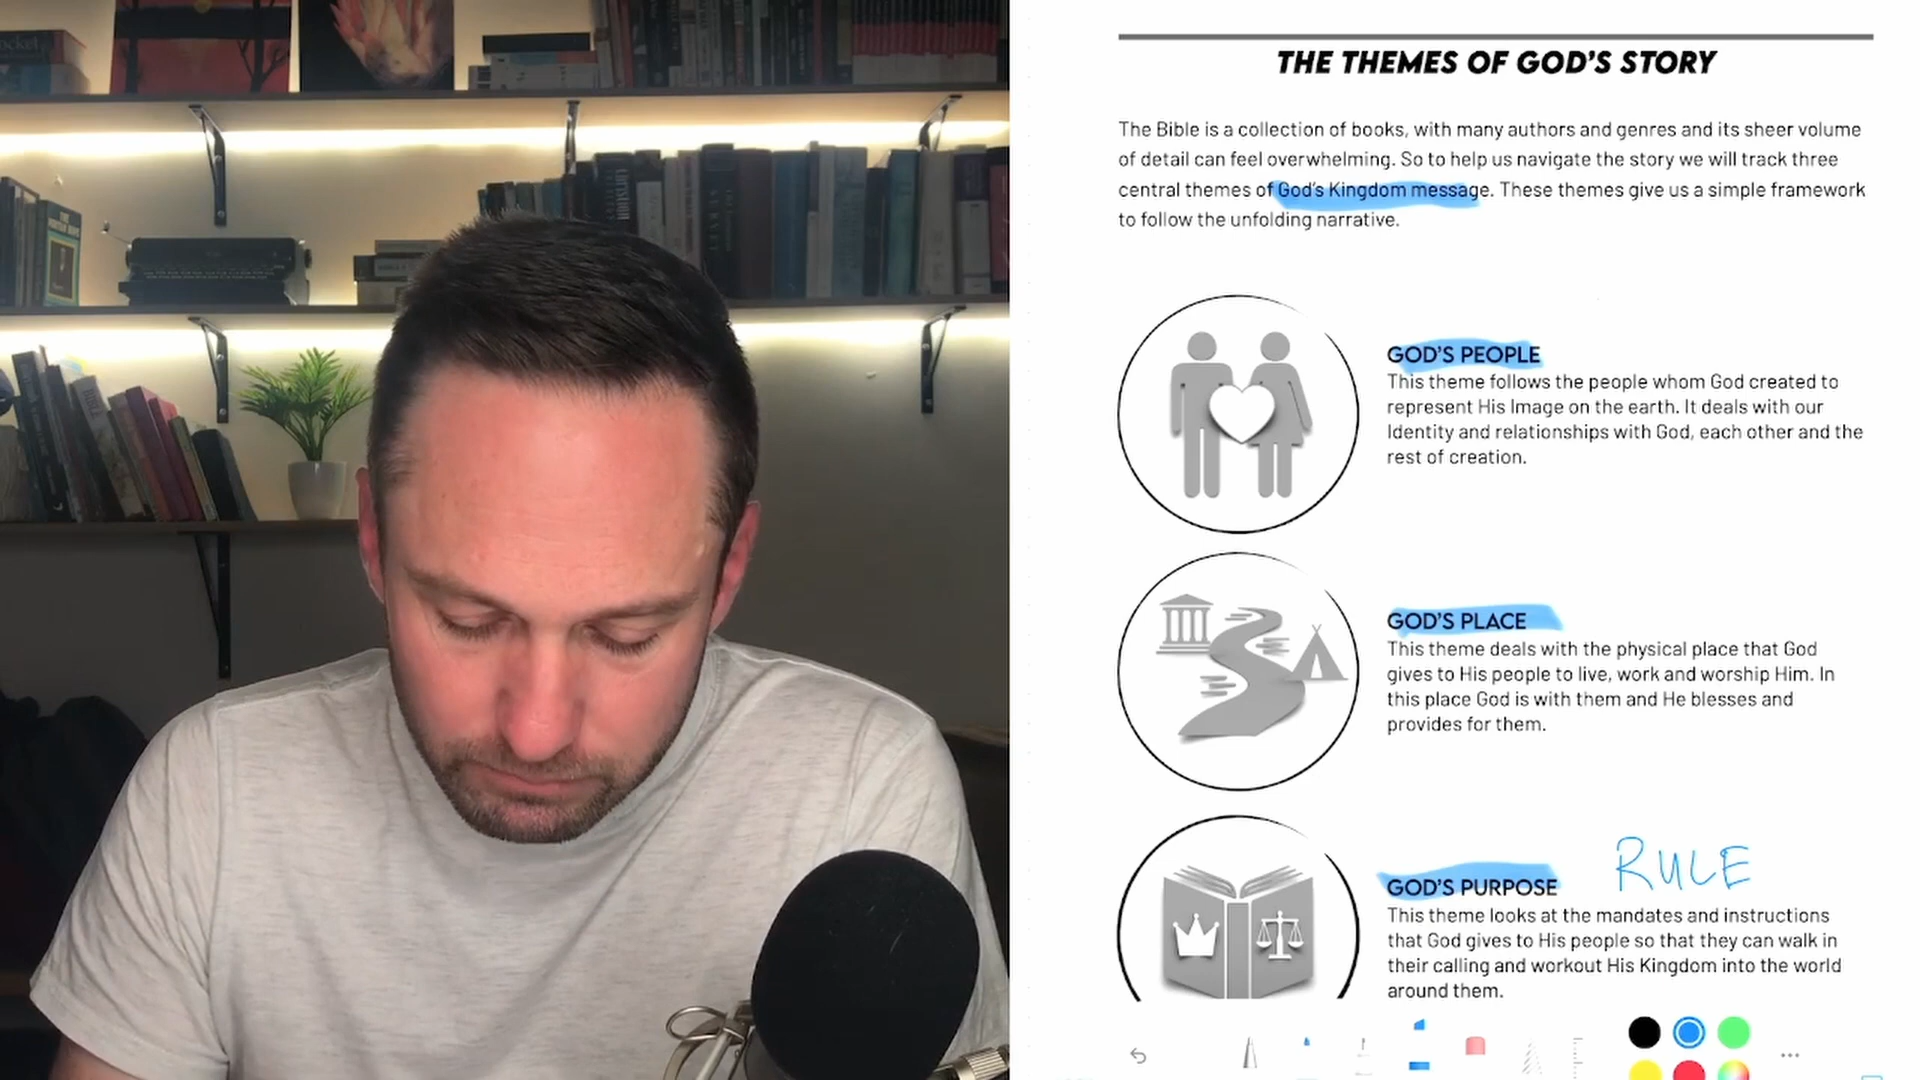 THE THEMES OF GOD'S STORY
The Bible is a collection of books, with many authors and genres and its sheer volume
of detail can feel overwhelming. So to help us navigate the story we will track three
central themes of God's Kingdom message. These themes give us a simple framework
to follow the unfolding narrative.
GOD'S PEOPLE
This theme follows the people whom God created to
represent His Image on the earth. It deals with our
Identity and relationships with God, each other and the
rest of creation.
GOD'S PLACE
This theme deals with the physical place that God
gives to His people to live, work and worship Him. In
this place God is with them and He blesses and
provides for them.
RULE
GOD'S PURPOSE
This theme looks at the mandates and instructions
that God gives to His people so that they can walk in
their calling and workout His Kingdom into the world
around them.